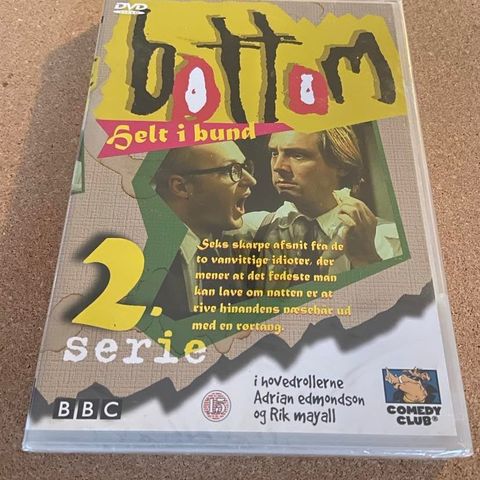 DVD
VIDEO
bottom
Helt i bund
Seks skarpe afsnit fra de
to vanvittige idioter, der
mener at det fedeste man
kan lave om natten er at
rive hinandens næsehår ud
med en rørtang.
2.
serie
i hovedrollerne
Adrian edmondson
og Rik mayall
BBC
15
COMEDY
CLUB®